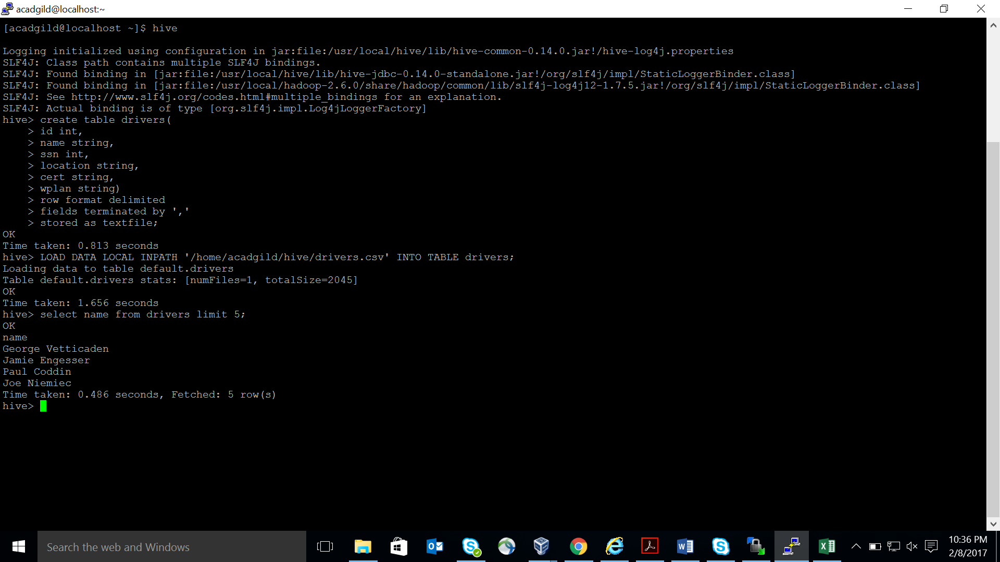 acadgild@localhost:~
[acadgild@localhost ~]$ hive
Logging initialized using configuration in jar:file:/usr/local/hive/lib/hive-common-0.14.0.jar!/hive-log4j.properties
SLF4J: Class path contains multiple SLF4J bindings.
SLF4J: Found binding in [jar:file:/usr/local/hive/lib/hive-jdbc-0.14.0-standalone.jar!/org/slf4j/impl/StaticLoggerBinder.class]
SLF4J: Found binding in [jar:file:/usr/local/hadoop-2.6.0/share/hadoop/common/lib/slf4j-log4j12-1.7.5.jar!/org/slf4j/impl/StaticLoggerBinder.class]
SLF4J: See http://www.slf4j.org/codes.html#multiple_bindings for an explanation.
SLF4J: Actual binding is of type [org.slf4j.impl.Log4jLoggerFactory]
hive> create table drivers(
    > id int,
    > name string,
    > ssn int,
    > location string,
    > cert string,
    > wplan string)
    > row format delimited
    > fields terminated by ','
    > stored as textfile;
OK
Time taken: 0.813 seconds
hive> LOAD DATA LOCAL INPATH '/home/acadgild/hive/drivers.csv' INTO TABLE drivers;
Loading data to table default.drivers
Table default.drivers stats: [numFiles=1, totalSize=2045]
OK
Time taken: 1.656 seconds
hive> select name from drivers limit 5;
OK
name
George Vetticaden
Jamie Engesser
Paul Coddin
Joe Niemiec
Time taken: 0.486 seconds, Fetched: 5 row(s)
hive>
Search the web and Windows
10:36 PM
2/8/2017